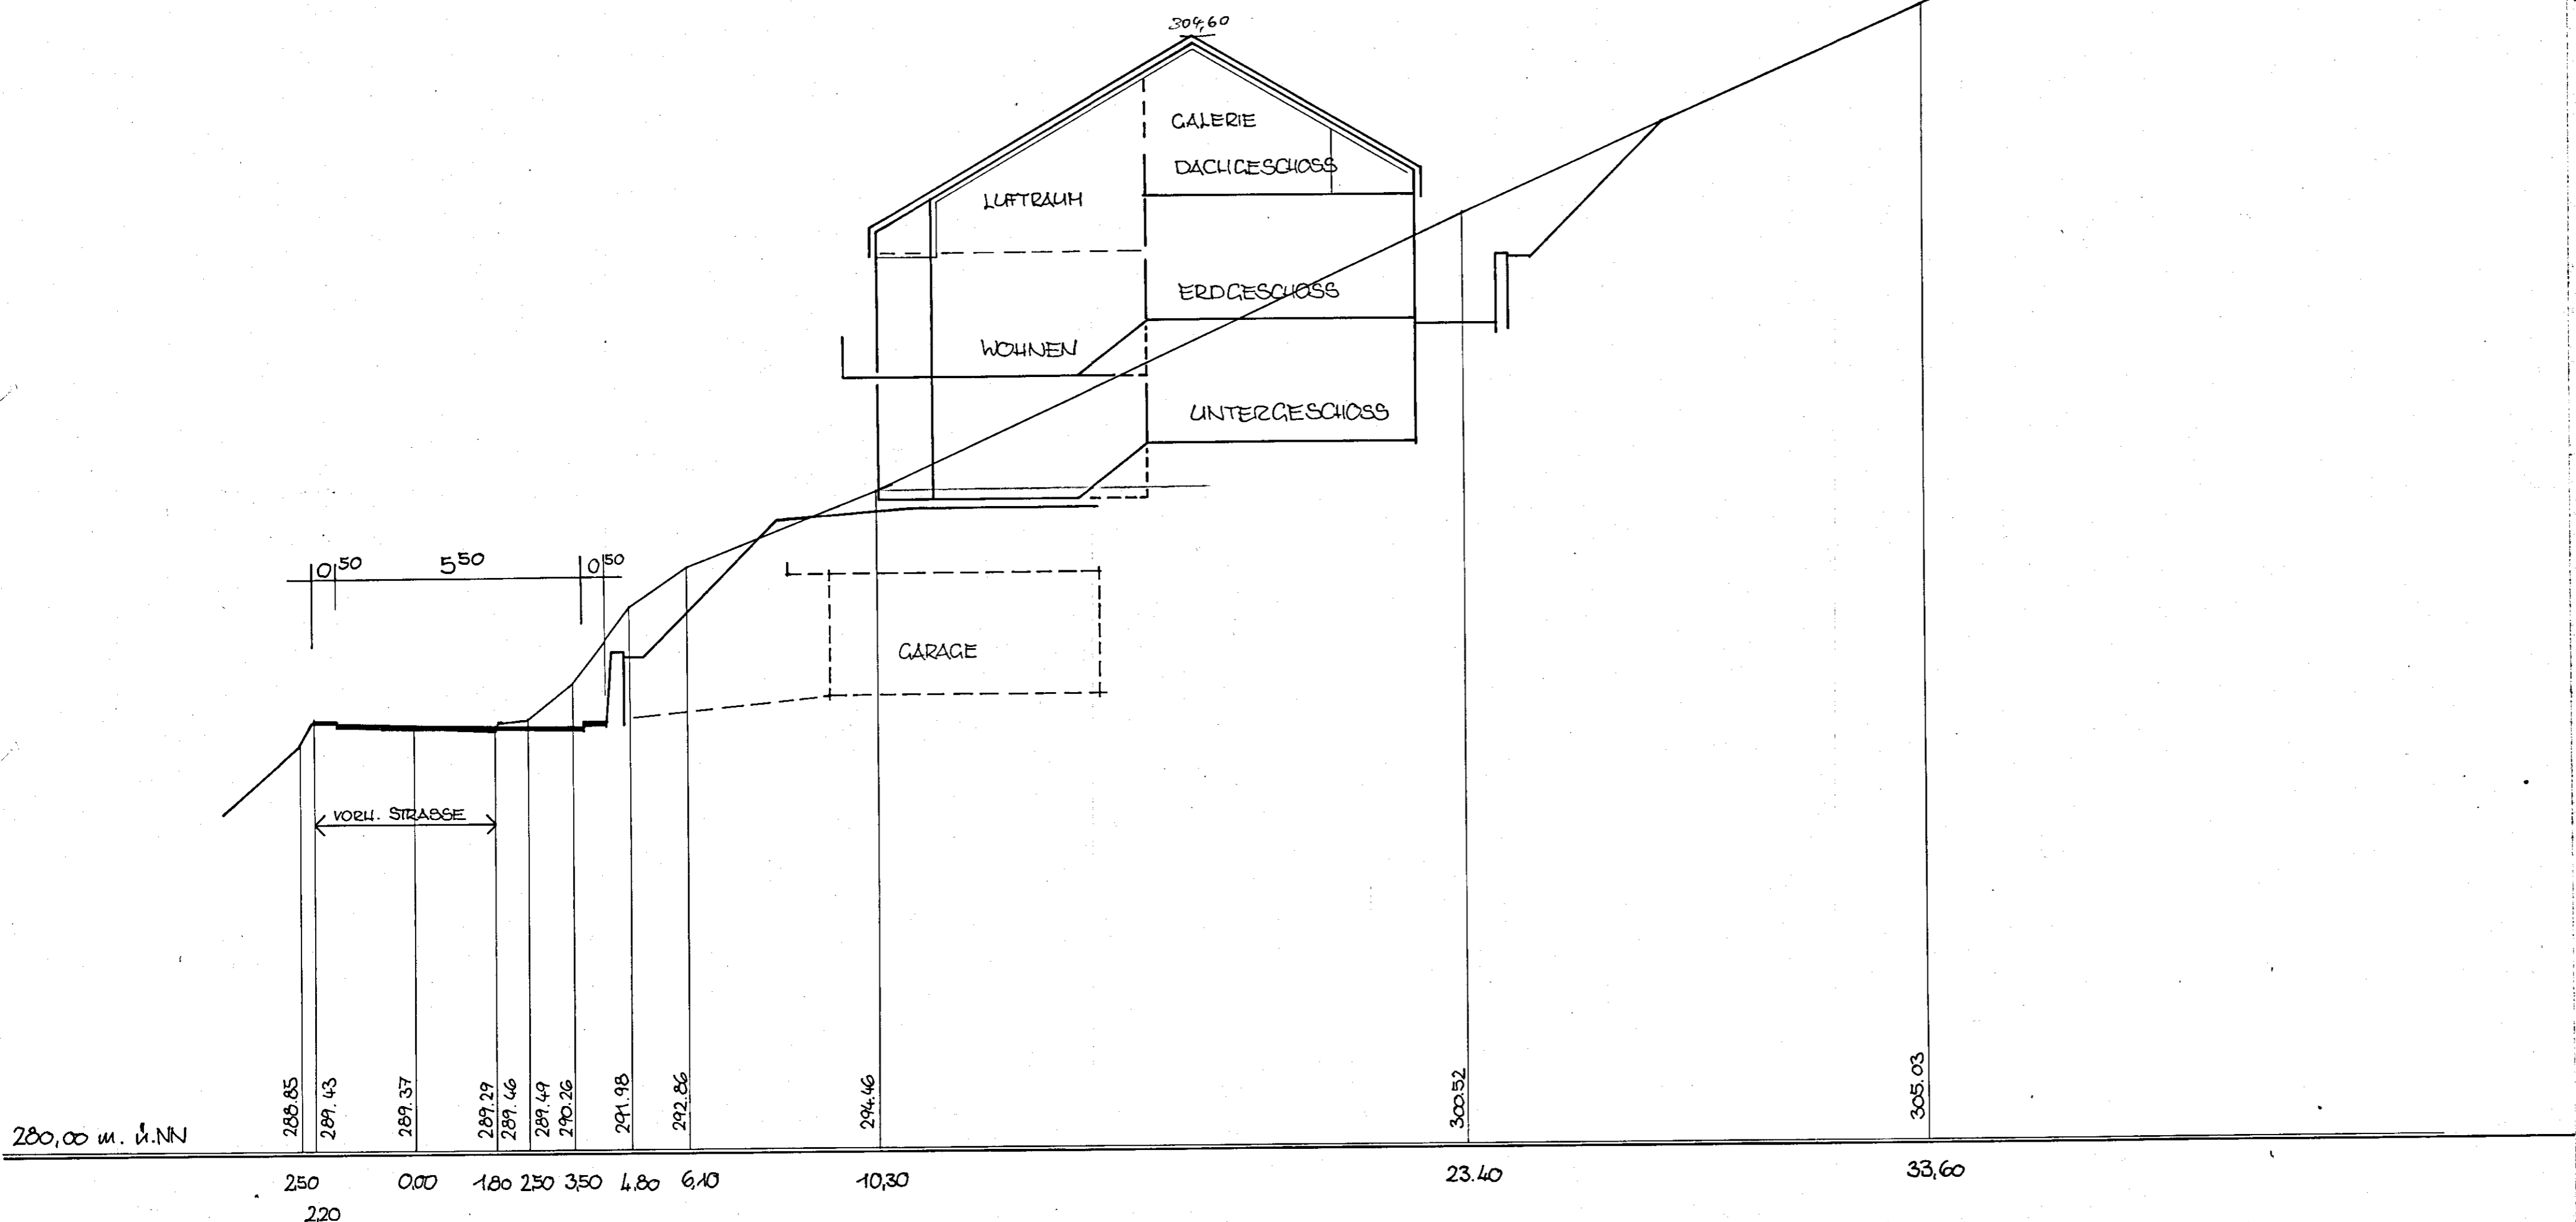 304,60
GALERIE
DACHGESCHOSS
LUFTRAUM
ERDGESCHOSS
WOHNEN
UNTERGESCHOSS
0,50 5,50 0,50
GARAGE
VORH. STRASSE
280,00 m. ü.NN
288.85 289.43 289.37 289.29 289.46 289.49 290.26 291.98 292.86 294.46 300.52 305.03
2,50 0,00 1,80 2,50 3,50 4,80 6,10 10,30 23.40 33,60
2,20